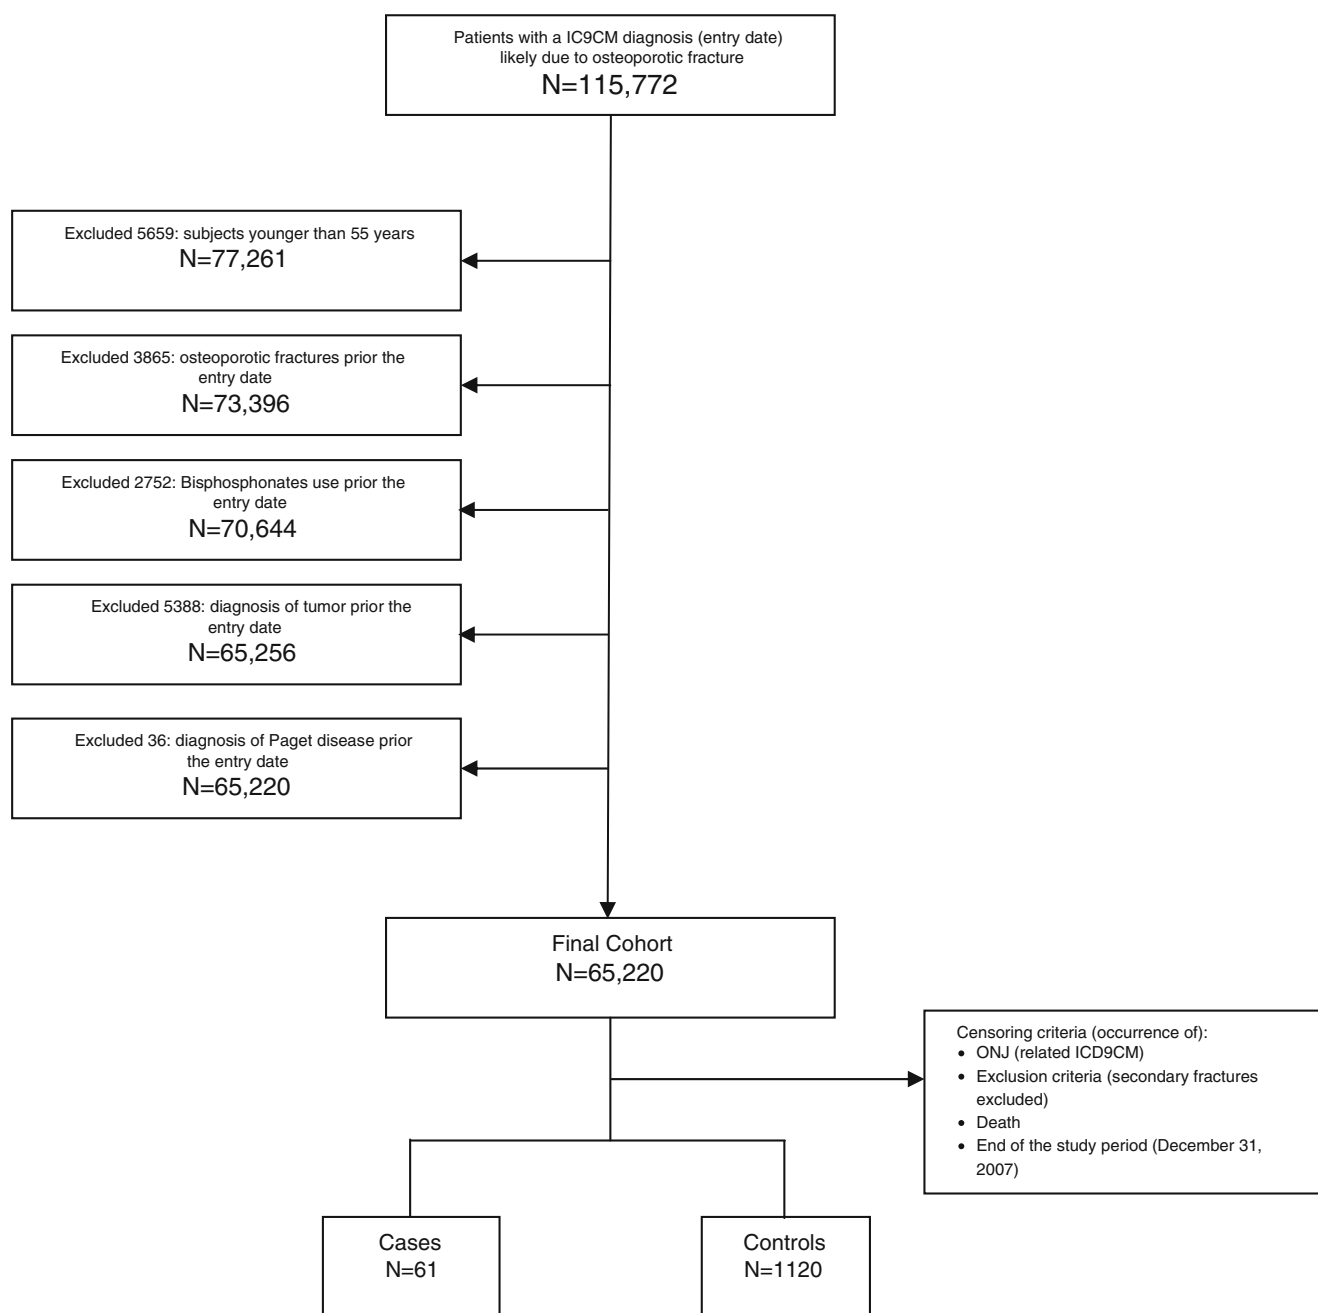 Patients with a IC9CM diagnosis (entry date)
likely due to osteoporotic fracture
N=115,772
Excluded 5659: subjects younger than 55 years
N=77,261
Excluded 3865: osteoporotic fractures prior the
entry date
N=73,396
Excluded 2752: Bisphosphonates use prior the
entry date
N=70,644
Excluded 5388: diagnosis of tumor prior the
entry date
N=65,256
Excluded 36: diagnosis of Paget disease prior
the entry date
N=65,220
Final Cohort
N=65,220
Censoring criteria (occurrence of):
• ONJ (related ICD9CM)
• Exclusion criteria (secondary fractures
excluded)
• Death
• End of the study period (December 31,
2007)
Cases
N=61
Controls
N=1120